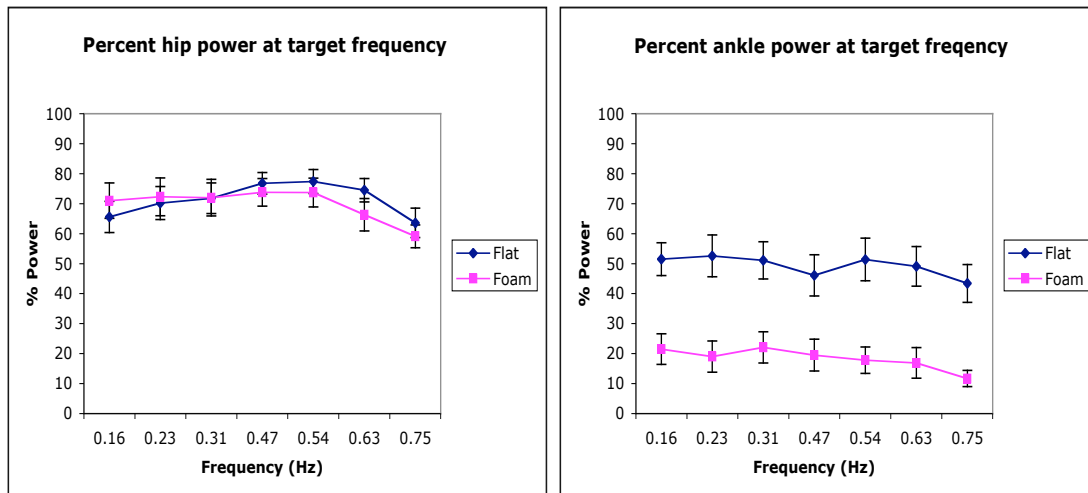 Percent hip power at target frequency
100
90
80
70
60
50
40
30
20
10
0
% Power
0.16 0.23 0.31 0.47 0.54 0.63 0.75
Frequency (Hz)
Flat
Foam
Percent ankle power at target freqency
100
90
80
70
60
50
40
30
20
10
0
% Power
0.16 0.23 0.31 0.47 0.54 0.63 0.75
Frequency (Hz)
Flat
Foam